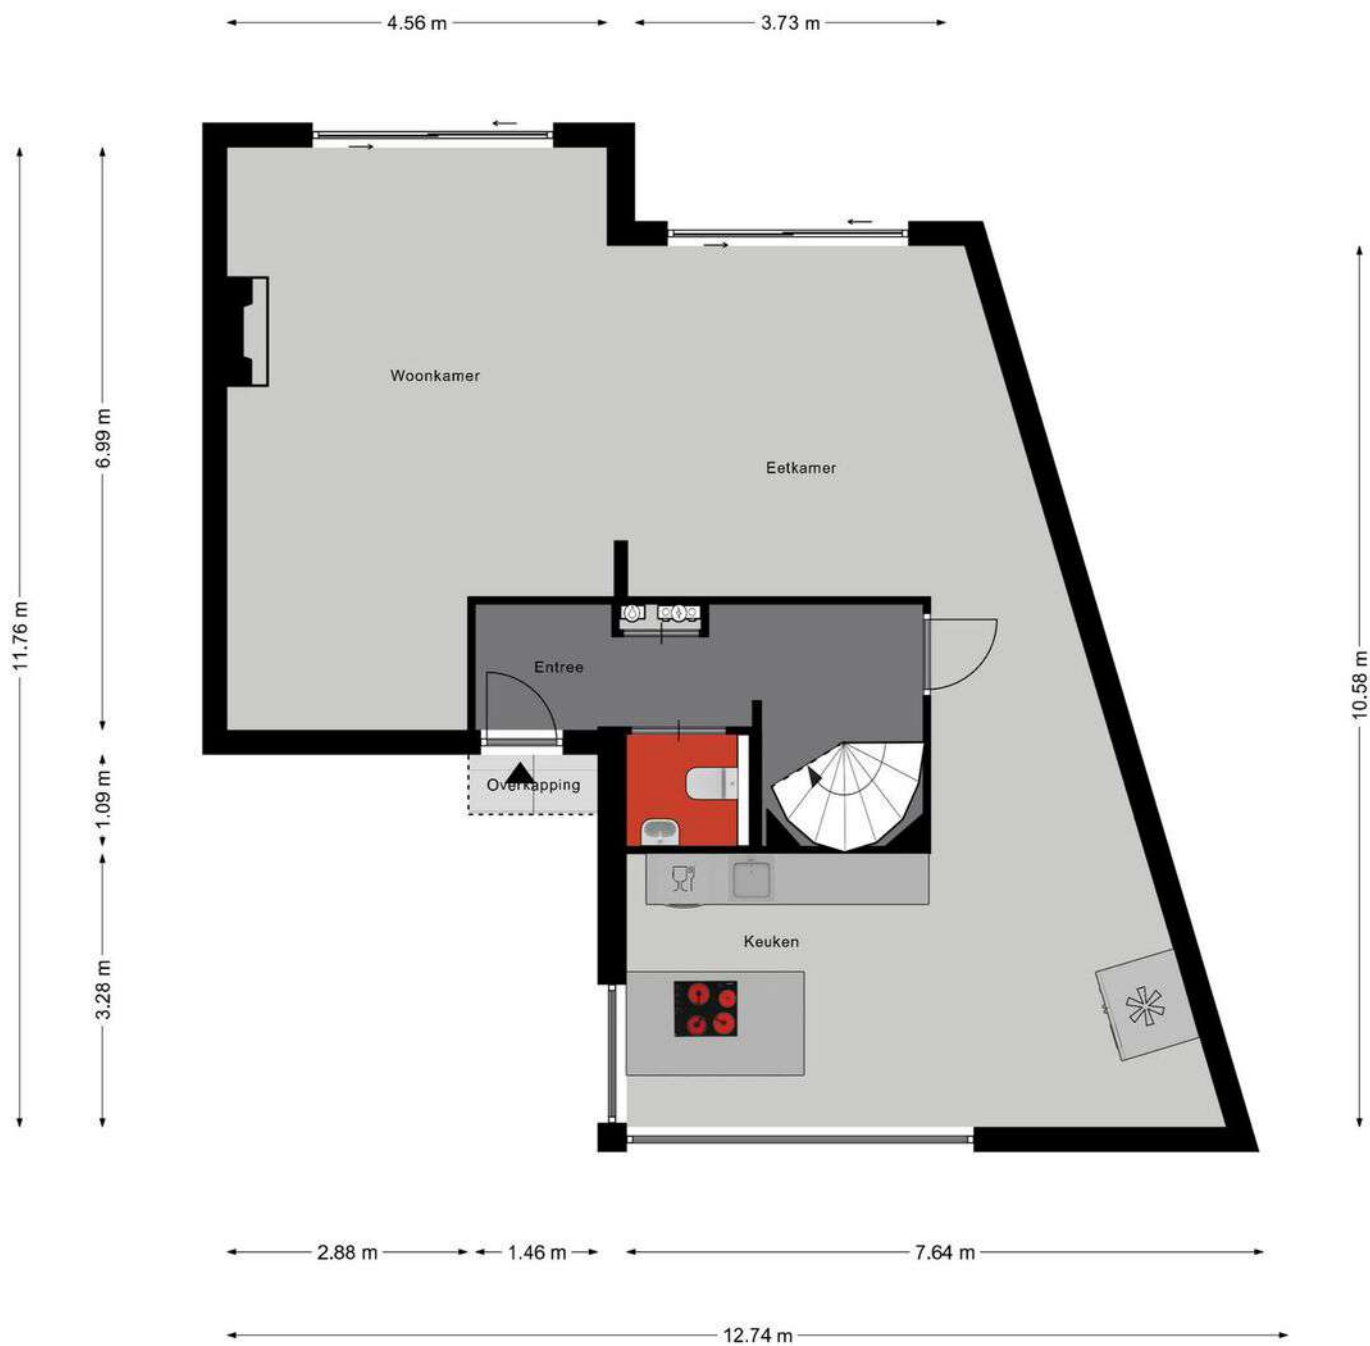 4.56 m
3.73 m
Woonkamer
6.99 m
Eetkamer
11.76 m
Entree
10.58 m
Overkapping
1.09 m
Keuken
3.28 m
2.88 m
1.46 m
7.64 m
12.74 m